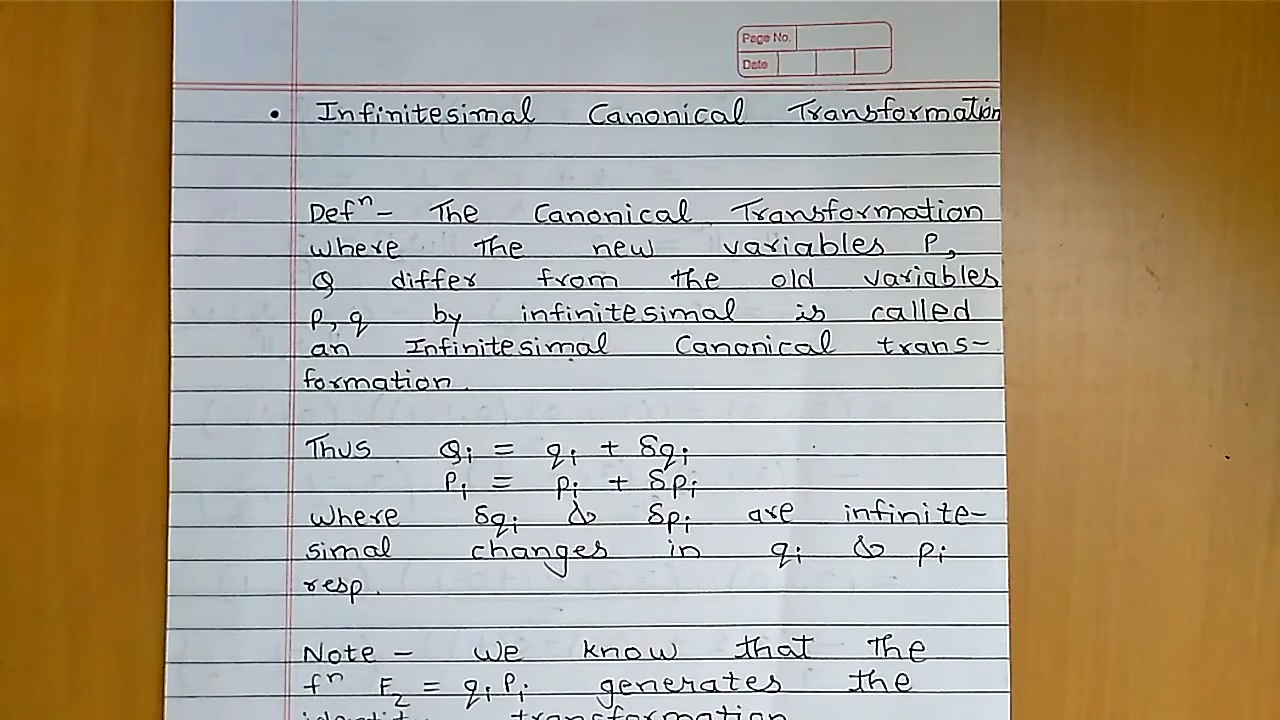 Page No.
Date
• Infinitesimal Canonical Transformation
Defⁿ- The Canonical Transformation
where the new variables P,
Q differ from the old variables
p, q by infinitesimal is called
an Infinitesimal Canonical trans-
formation.
Thus Qᵢ = qᵢ + δqᵢ
Pᵢ = pᵢ + δpᵢ
where δqᵢ & δpᵢ are infinite-
simal changes in qᵢ & pᵢ
resp.
Note - we know that the
fⁿ F₂ = qᵢPᵢ generates the
identity transformation